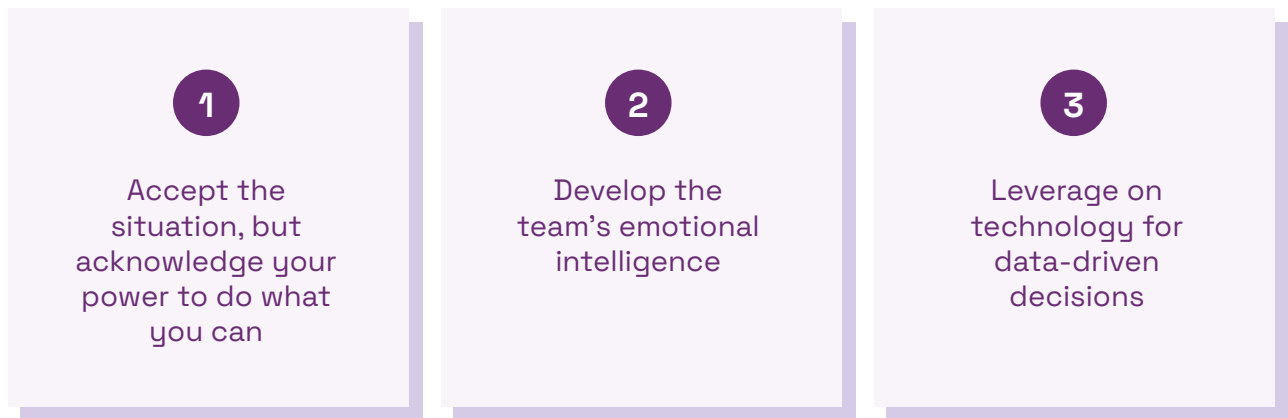 1
Accept the
situation, but
acknowledge your
power to do what
you can
2
Develop the
team’s emotional
intelligence
3
Leverage on
technology for
data-driven
decisions